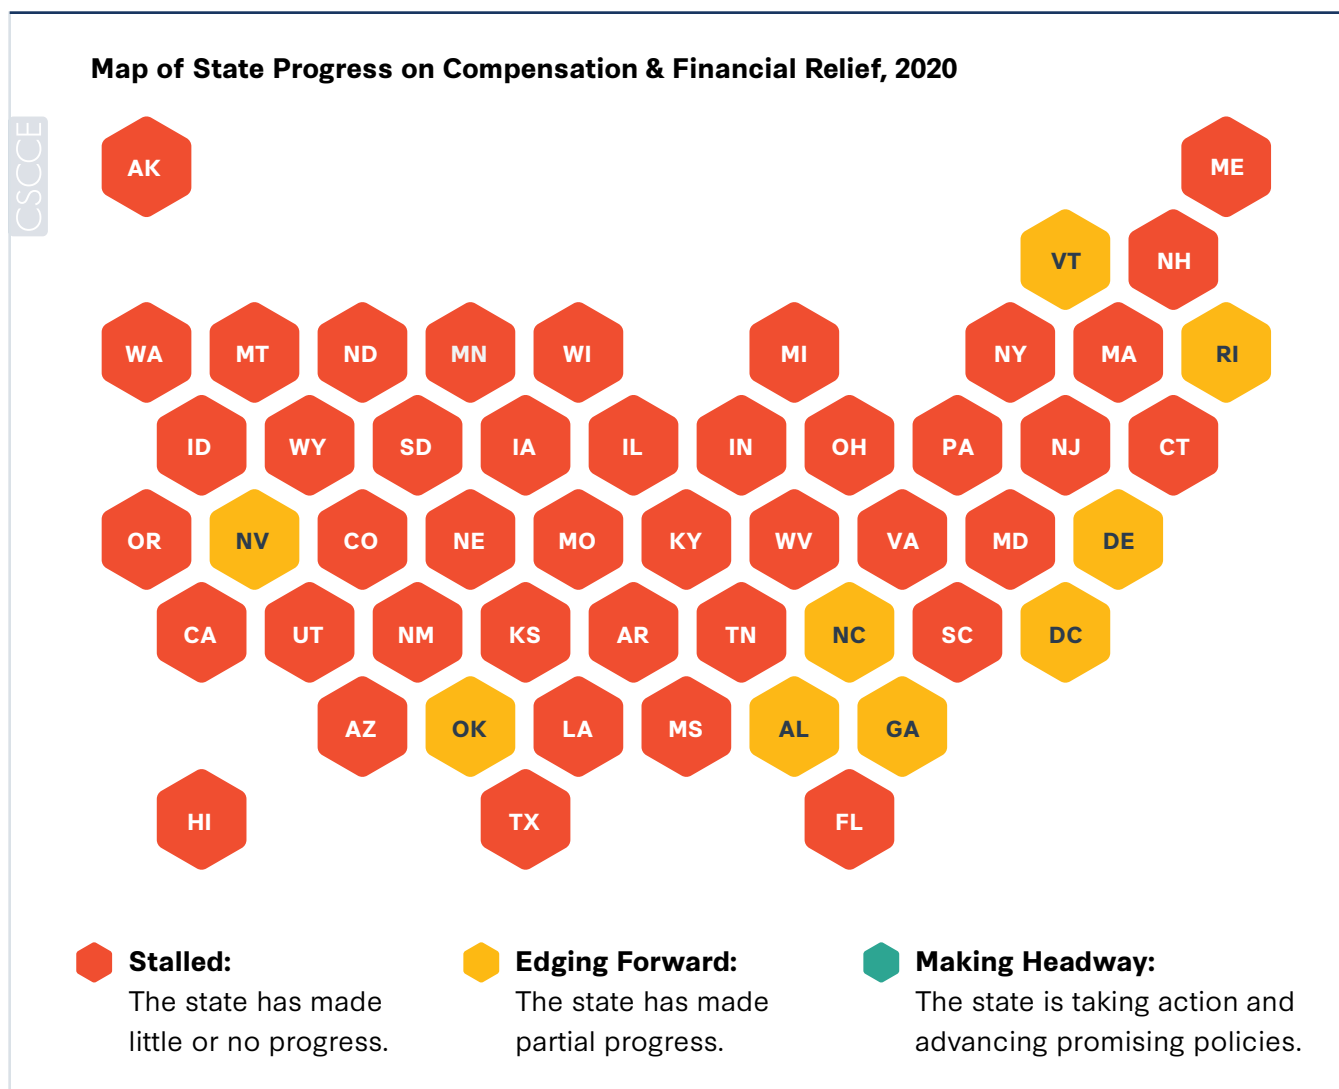 Map of State Progress on Compensation & Financial Relief, 2020
CSCCE
AK
ME
VT
NH
WA
MT
ND
MN
WI
MI
NY
MA
RI
ID
WY
SD
IA
IL
IN
OH
PA
NJ
CT
OR
NV
CO
NE
MO
KY
WV
VA
MD
DE
CA
UT
NM
KS
AR
TN
NC
SC
DC
AZ
OK
LA
MS
AL
GA
HI
TX
FL
Stalled:
The state has made
little or no progress.
Edging Forward:
The state has made
partial progress.
Making Headway:
The state is taking action and
advancing promising policies.